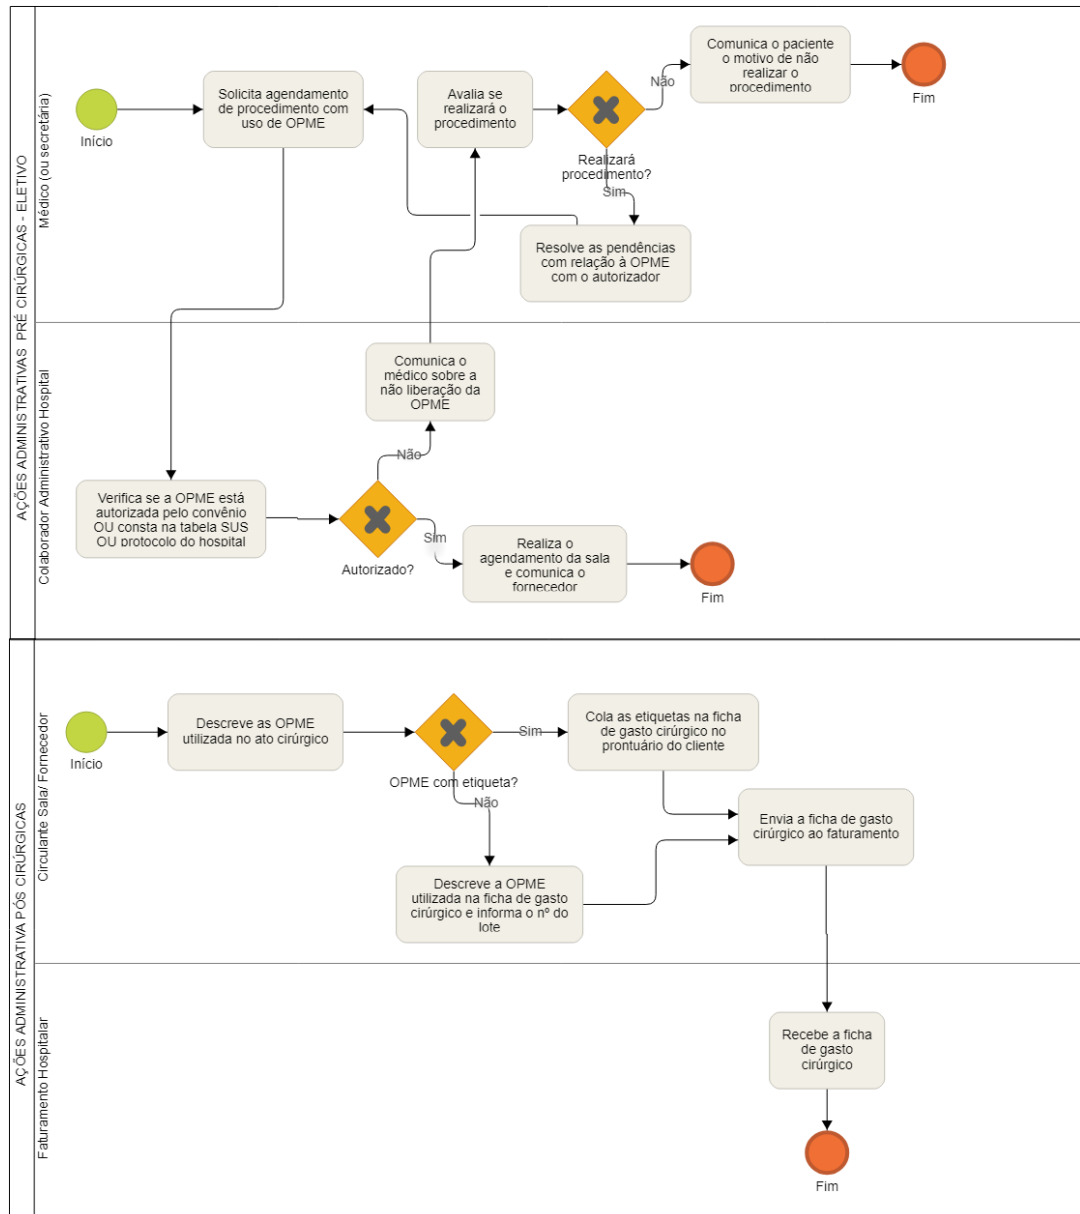 AÇÕES ADMINISTRATIVAS  PRÉ CIRÚRGICAS - ELETIVO
Médico (ou secretária)
Início
Solicita agendamento
de procedimento com
uso de OPME
Avalia se
realizará o
procedimento
Realizará
procedimento?
Não
Comunica o paciente
o motivo de não
realizar o
procedimento
Fim
Sim
Resolve as pendências
com relação à OPME
com o autorizador
Colaborador Administrativo Hospital
Comunica o
médico sobre a
não liberação da
OPME
Não
Verifica se a OPME está
autorizada pelo convênio
OU consta na tabela SUS
OU protocolo do hospital
Autorizado?
Sim
Realiza o
agendamento da sala
e comunica o
fornecedor
Fim
AÇÕES ADMINISTRATIVA PÓS CIRÚRGICAS
Circulante Sala/ Fornecedor
Início
Descreve as OPME
utilizada no ato cirúrgico
OPME com etiqueta?
Sim
Cola as etiquetas na ficha
de gasto cirúrgico no
prontuário do cliente
Não
Descreve a OPME
utilizada na ficha de gasto
cirúrgico e informa o nº do
lote
Envia a ficha de gasto
cirúrgico ao faturamento
Faturamento Hospitalar
Recebe a ficha
de gasto
cirúrgico
Fim